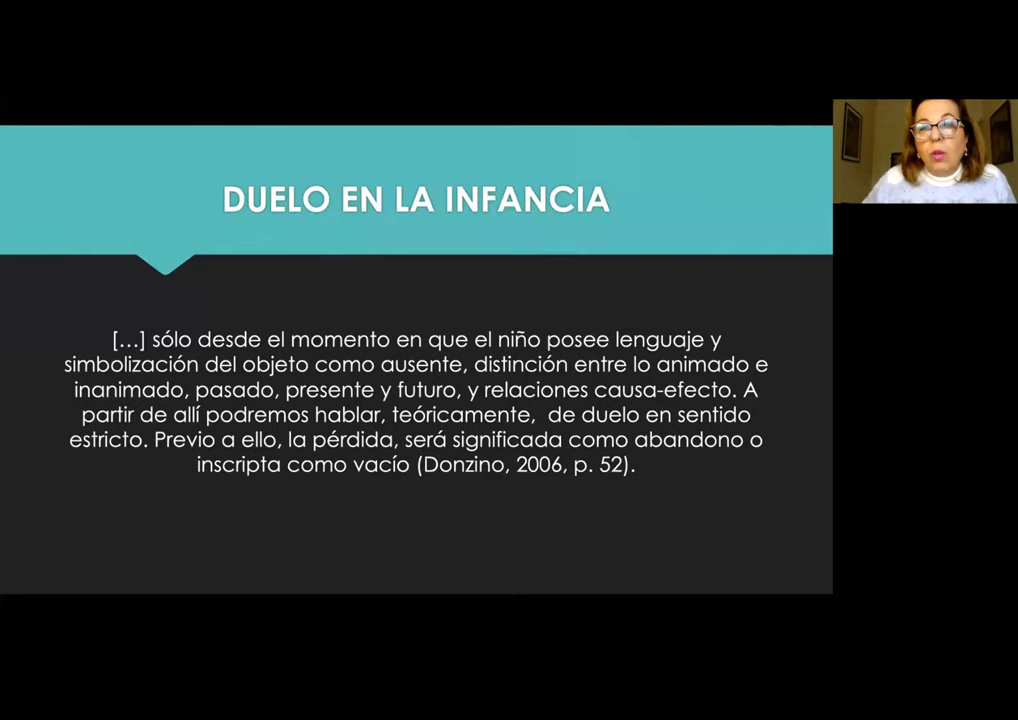 DUELO EN LA INFANCIA
[...] sólo desde el momento en que el niño posee lenguaje y
simbolización del objeto como ausente, distinción entre lo animado e
inanimado, pasado, presente y futuro, y relaciones causa-efecto. A
partir de allí podremos hablar, teóricamente,  de duelo en sentido
estricto. Previo a ello, la pérdida, será significada como abandono o
inscripta como vacío (Donzino, 2006, p. 52).